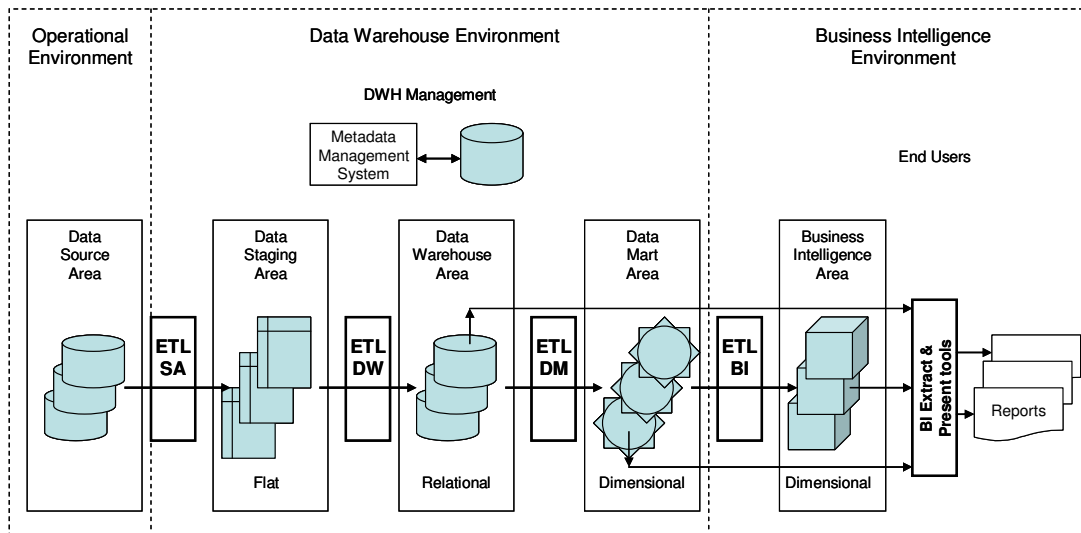 Operational
Environment
Data Warehouse Environment
Business Intelligence
Environment
DWH Management
Metadata
Management
System
End Users
Data
Source
Area
Data
Staging
Area
Data
Warehouse
Area
Data
Mart
Area
Business
Intelligence
Area
ETL
SA
ETL
DW
ETL
DM
ETL
BI
BI Extract &
Present tools
Reports
Flat
Relational
Dimensional
Dimensional